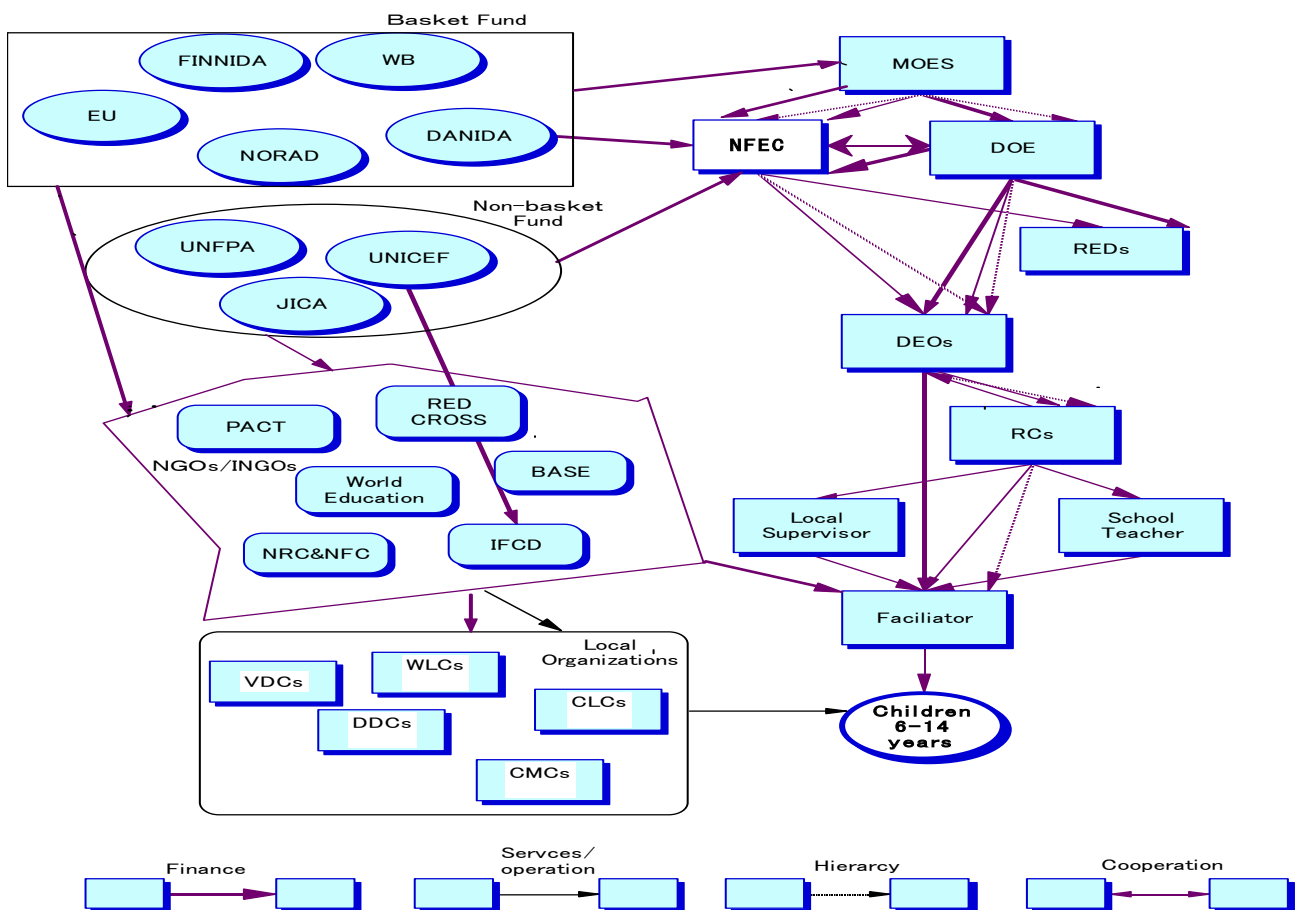 Basket Fund
FINNIDA
WB
MOES
EU
DANIDA
NFEC
DOE
NORAD
Non-basket
Fund
UNFPA
UNICEF
REDs
JICA
DEOs
RED
CROSS
PACT
RCs
NGOs/INGOs
BASE
World
Education
Local
Supervisor
School
Teacher
NRC&NFC
IFCD
Faciliator
Local
Organizations
WLCs
VDCs
CLCs
DDCs
Children
6-14
years
CMCs
Finance
Servces/
operation
Hierarcy
Cooperation